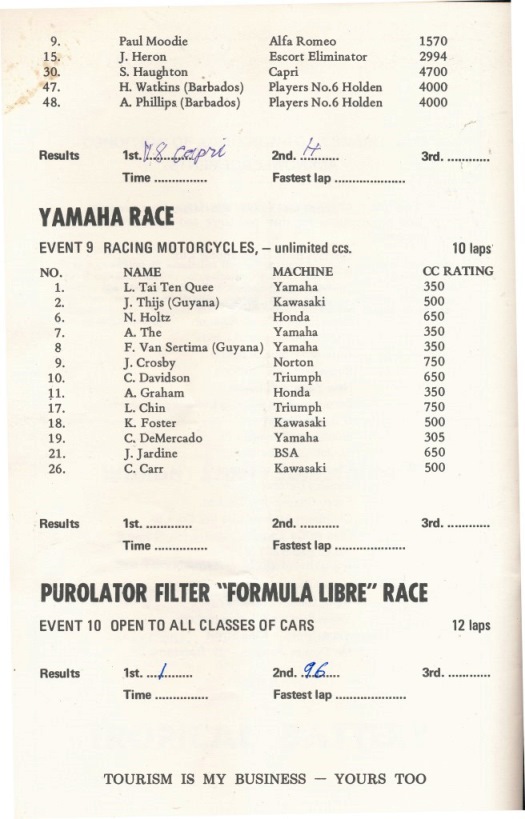 9. Paul Moodie Alfa Romeo 1570
15. J. Heron Escort Eliminator 2994
30. S. Haughton Capri 4700
47. H. Watkins (Barbados) Players No.6 Holden 4000
48. A. Phillips (Barbados) Players No.6 Holden 4000
Results 1st. 78 Capri 2nd. 4 3rd. ............
Time ............... Fastest lap ....................
YAMAHA RACE
EVENT 9 RACING MOTORCYCLES, – unlimited ccs. 10 laps
NO. NAME MACHINE CC RATING
1. L. Tai Ten Quee Yamaha 350
2. J. Thijs (Guyana) Kawasaki 500
6. N. Holtz Honda 650
7. A. The Yamaha 350
8 F. Van Sertima (Guyana) Yamaha 350
9. J. Crosby Norton 750
10. C. Davidson Triumph 650
11. A. Graham Honda 350
17. L. Chin Triumph 750
18. K. Foster Kawasaki 500
19. C. DeMercado Yamaha 305
21. J. Jardine BSA 650
26. C. Carr Kawasaki 500
Results 1st. ............. 2nd. ........... 3rd. ............
Time ............... Fastest lap ....................
PUROLATOR FILTER "FORMULA LIBRE" RACE
EVENT 10 OPEN TO ALL CLASSES OF CARS 12 laps
Results 1st. 1 2nd. 96 3rd. ............
Time ............... Fastest lap ....................
TOURISM IS MY BUSINESS — YOURS TOO